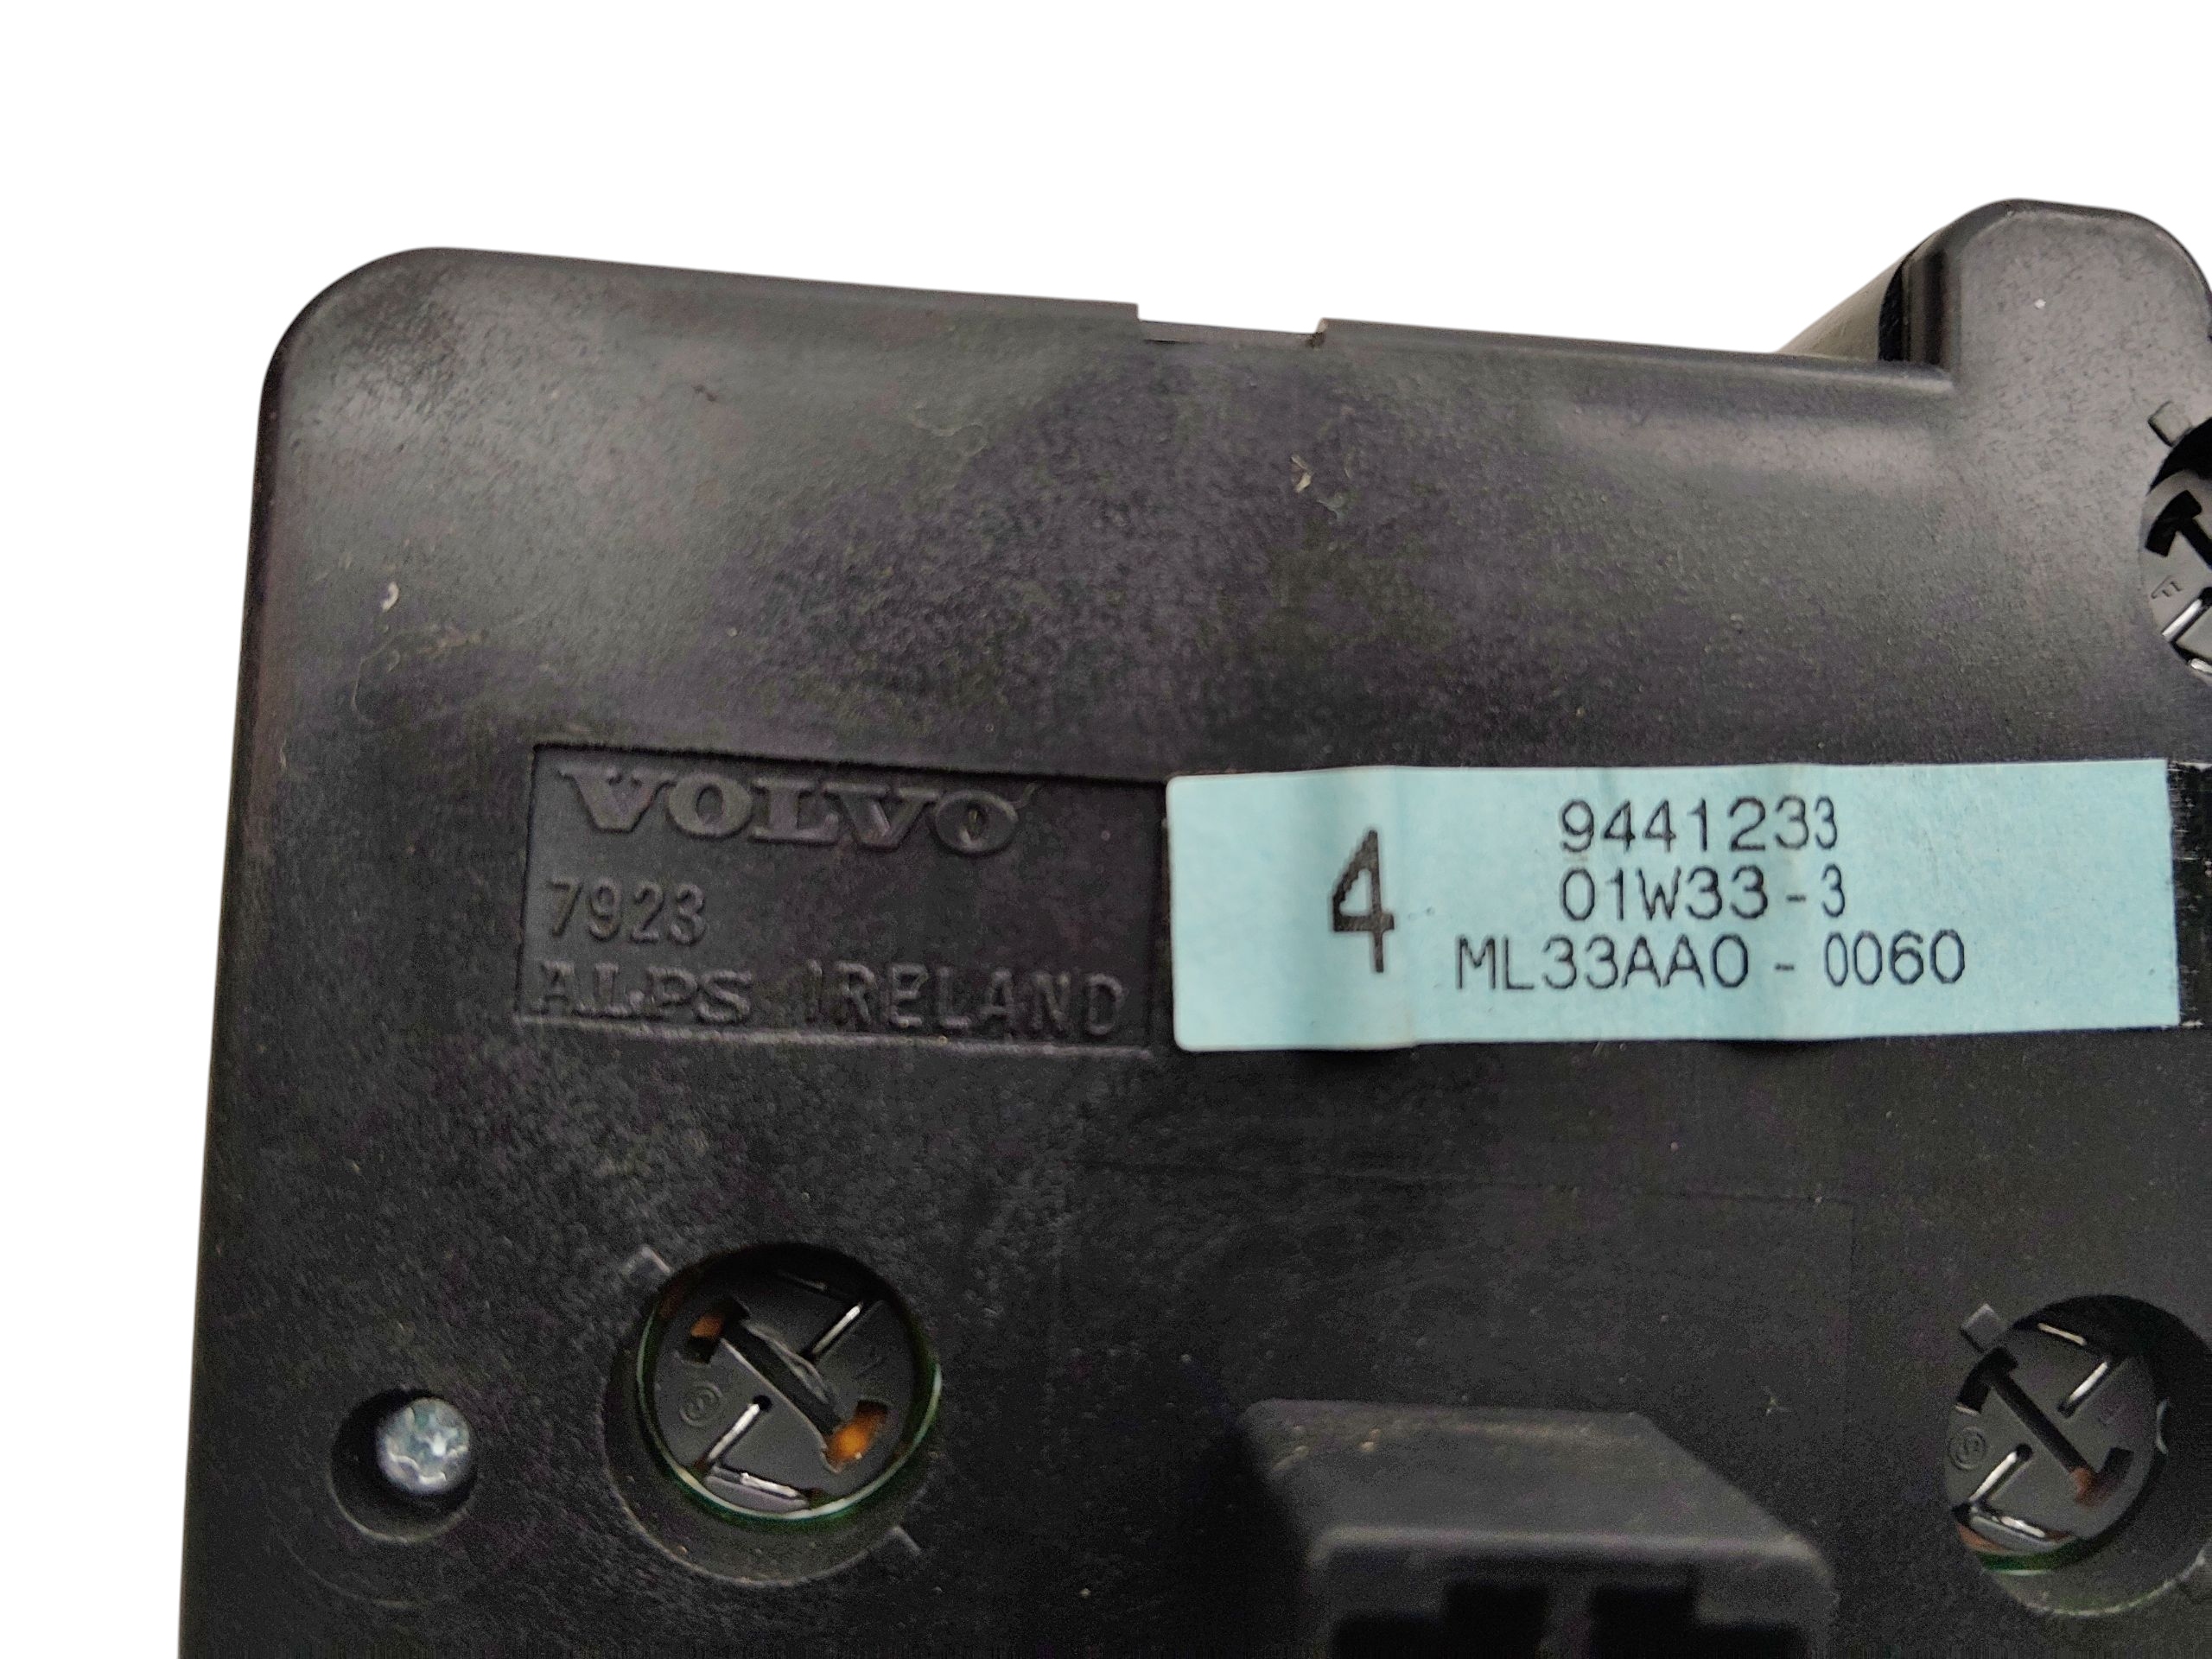 VOLVO
7923
ALPS IRELAND
4
9441233
01W33-3
ML33AA0-0060